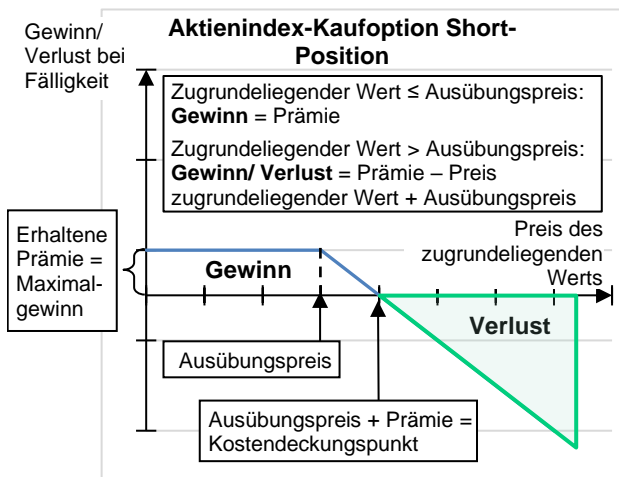 Gewinn/
Verlust bei
Fälligkeit
Aktienindex-Kaufoption Short-
Position
Zugrundeliegender Wert ≤ Ausübungspreis:
Gewinn = Prämie
Zugrundeliegender Wert > Ausübungspreis:
Gewinn/ Verlust = Prämie – Preis
zugrundeliegender Wert + Ausübungspreis
Preis des
zugrundeliegenden
Werts
Erhaltene
Prämie =
Maximal-
gewinn
Gewinn
Verlust
Ausübungspreis
Ausübungspreis + Prämie =
Kostendeckungspunkt